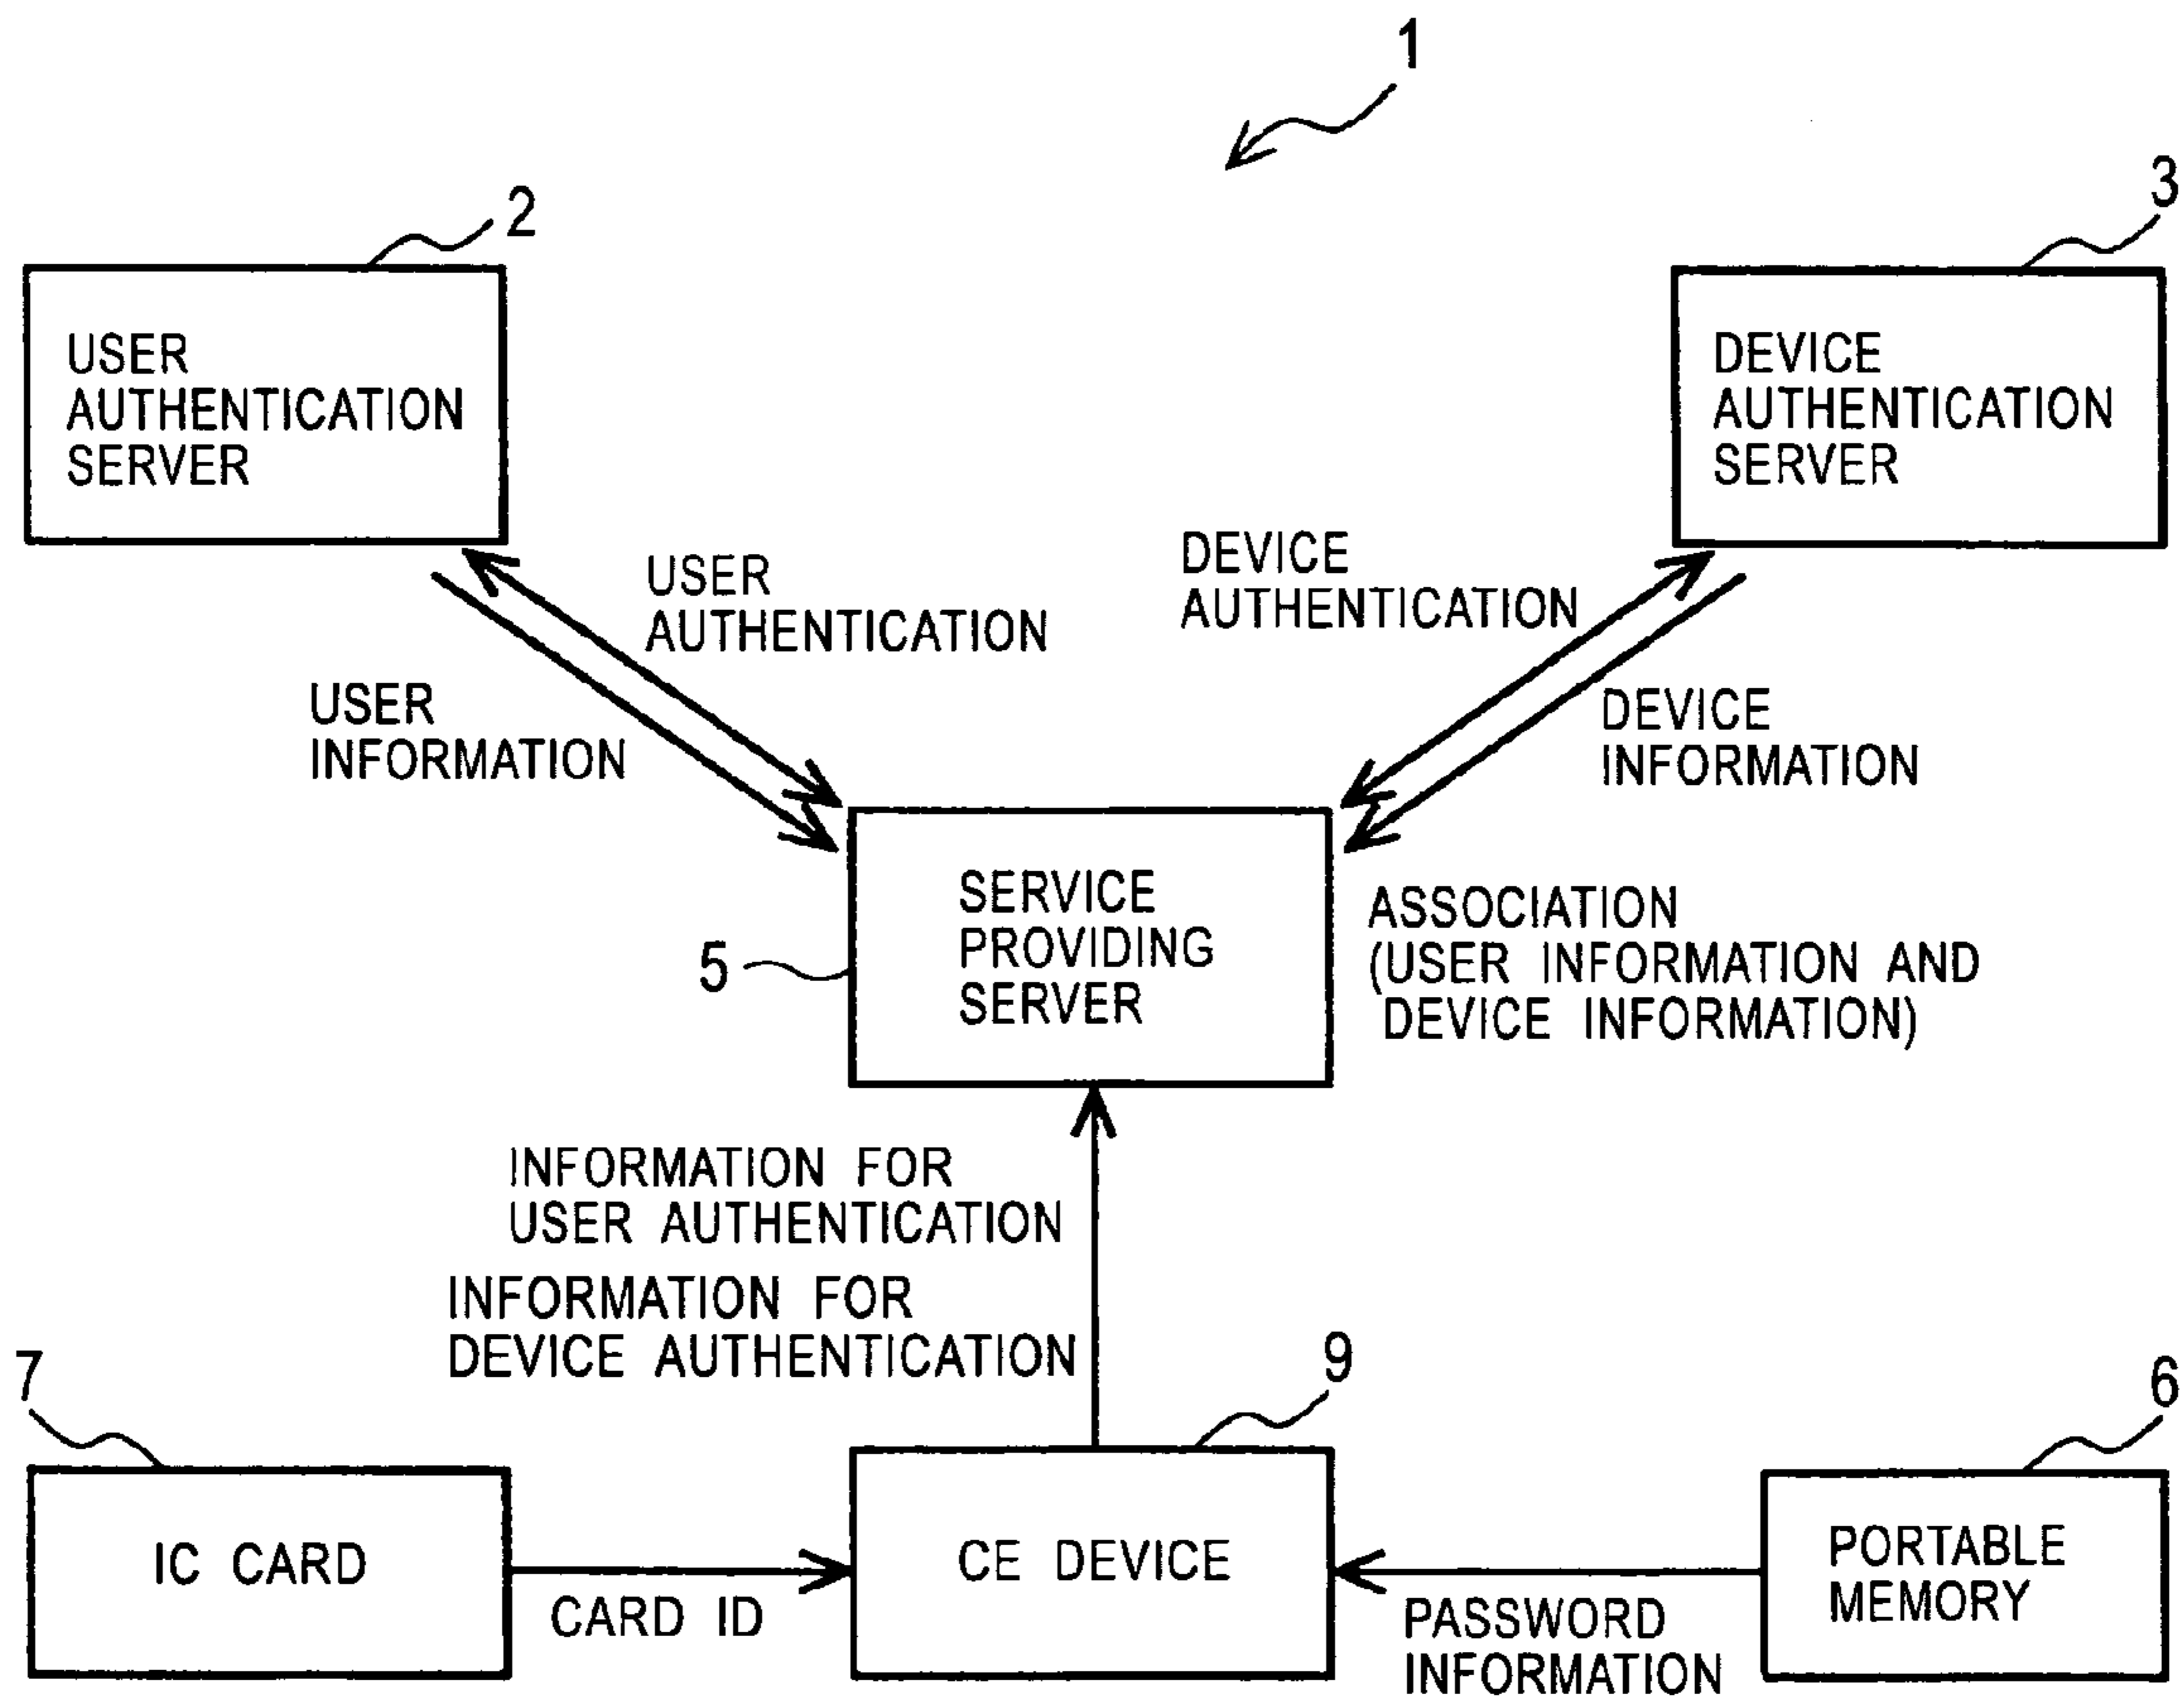 1
2
3
USER
AUTHENTICATION
SERVER
DEVICE
AUTHENTICATION
SERVER
USER
AUTHENTICATION
DEVICE
AUTHENTICATION
USER
INFORMATION
DEVICE
INFORMATION
5
SERVICE
PROVIDING
SERVER
ASSOCIATION
(USER INFORMATION AND
DEVICE INFORMATION)
INFORMATION FOR
USER AUTHENTICATION
INFORMATION FOR
DEVICE AUTHENTICATION
7
9
6
IC CARD
CARD ID
CE DEVICE
PASSWORD
INFORMATION
PORTABLE
MEMORY